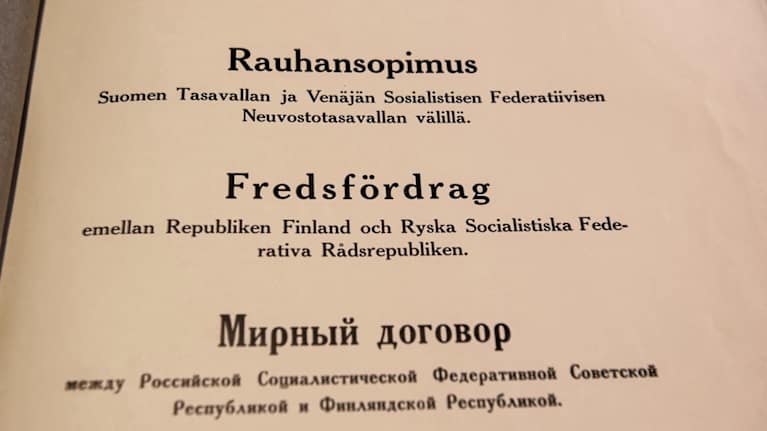 Rauhansopimus
Suomen Tasavallan ja Venäjän Sosialistisen Federatiivisen
Neuvostotasavallan välillä.
Fredsfördrag
emellan Republiken Finland och Ryska Socialistiska Fede-
rativa Rådsrepubliken.
Мирный договор
между Российской Социалистической Федеративной Советской
Республикой и Финляндской Республикой.